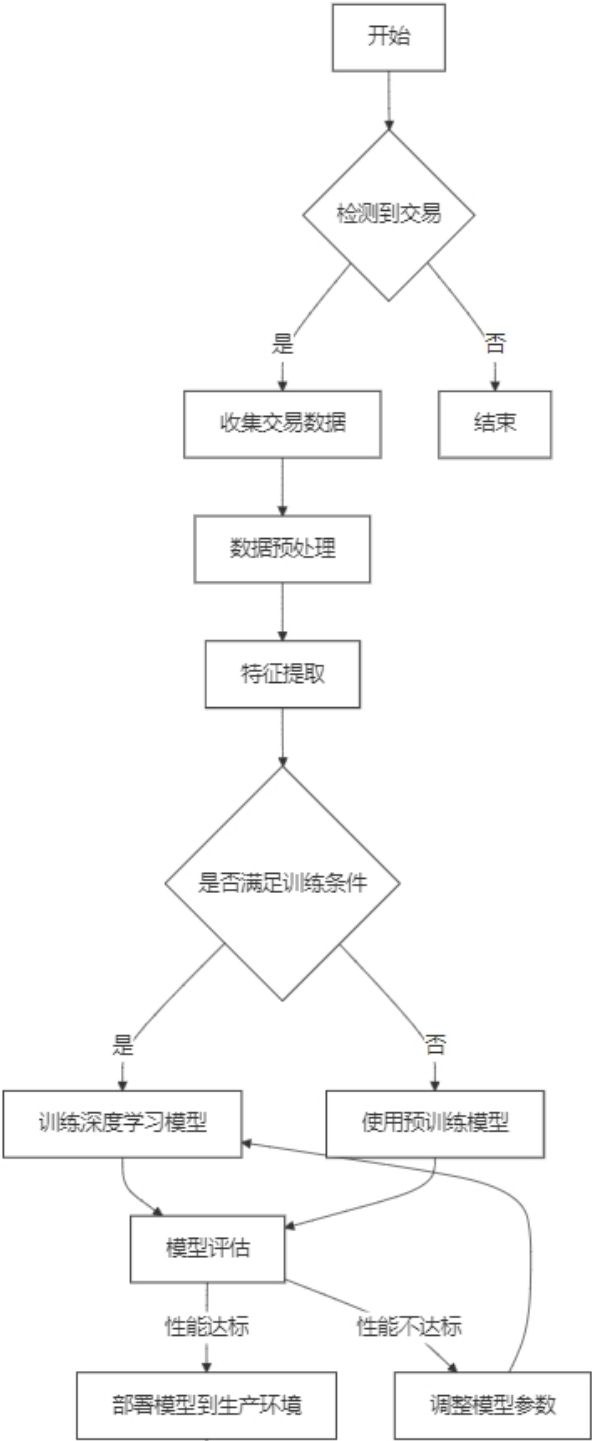 开始
检测到交易
是
否
收集交易数据
结束
数据预处理
特征提取
是否满足训练条件
是
否
训练深度学习模型
使用预训练模型
模型评估
性能达标
性能不达标
部署模型到生产环境
调整模型参数